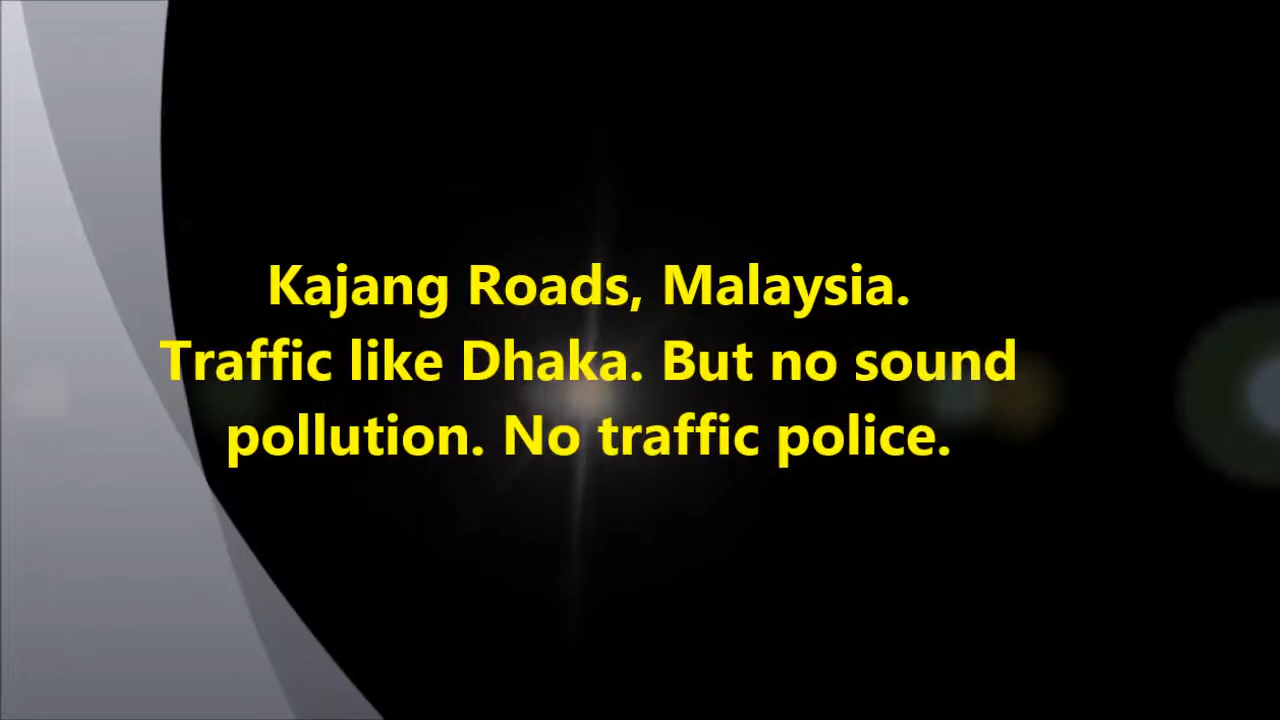 Kajang Roads, Malaysia.
Traffic like Dhaka. But no sound
pollution. No traffic police.